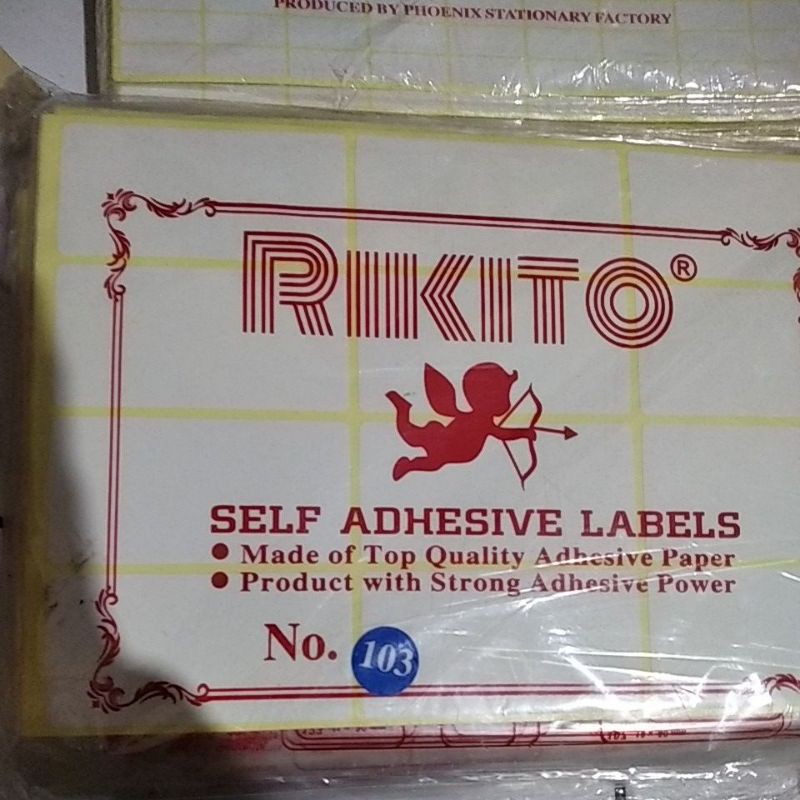 PRODUCED BY PHOENIX STATIONARY FACTORY
RIKITO®
SELF ADHESIVE LABELS
● Made of Top Quality Adhesive Paper
● Product with Strong Adhesive Power
No. 103